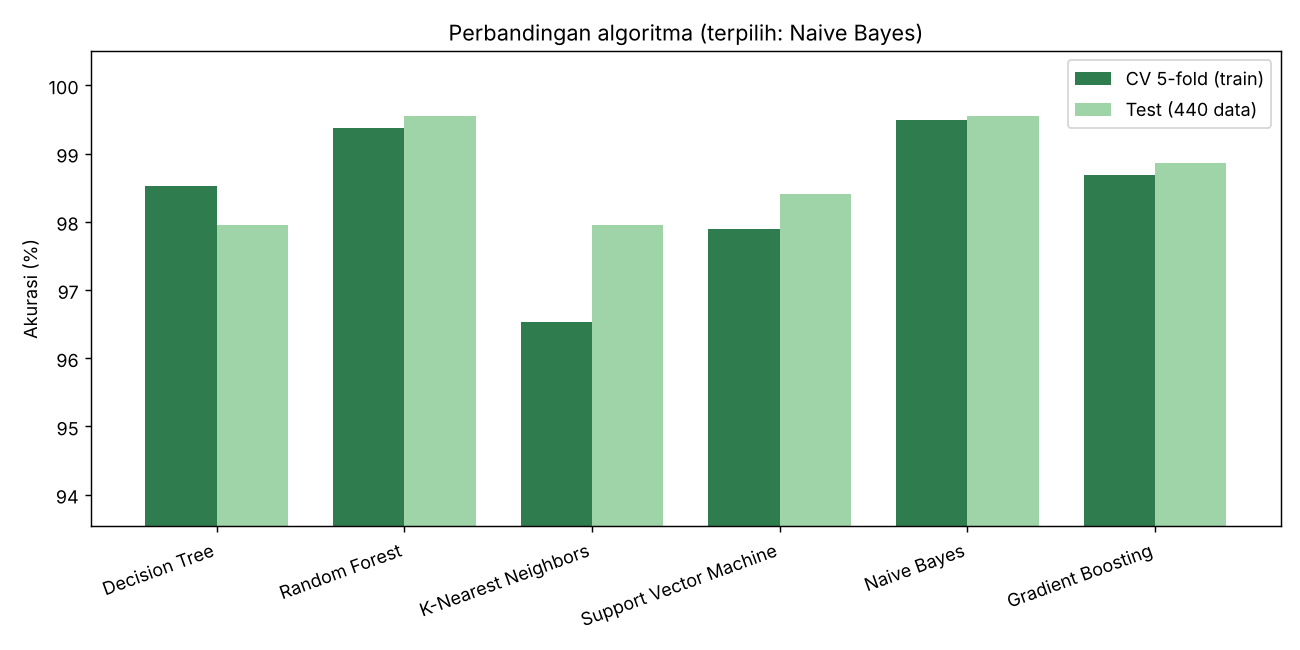 Perbandingan algoritma (terpilih: Naive Bayes)
CV 5-fold (train)
Test (440 data)
Akurasi (%)
100
99
98
97
96
95
94
Decision Tree
Random Forest
K-Nearest Neighbors
Support Vector Machine
Naive Bayes
Gradient Boosting